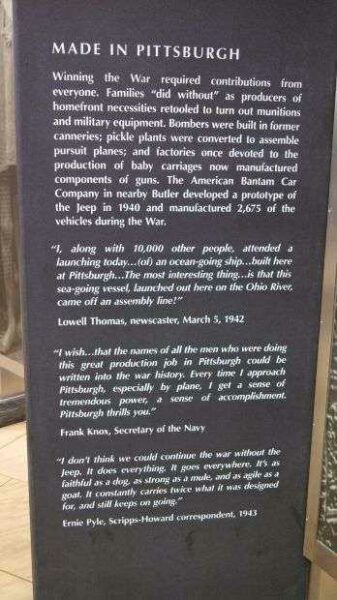 MADE IN PITTSBURGH
Winning the War required contributions from
everyone. Families "did without" as producers of
homefront necessities retooled to turn out munitions
and military equipment. Bombers were built in former
canneries; pickle plants were converted to assemble
pursuit planes; and factories once devoted to the
production of baby carriages now manufactured
components of guns. The American Bantam Car
Company in nearby Butler developed a prototype of
the Jeep in 1940 and manufactured 2,675 of the
vehicles during the War.
"I, along with 10,000 other people, attended a
launching today...(of) an ocean-going ship...built here
at Pittsburgh...The most interesting thing...is that this
sea-going vessel, launched out here on the Ohio River,
came off an assembly line!"
Lowell Thomas, newscaster, March 5, 1942
"I wish...that the names of all the men who were doing
this great production job in Pittsburgh could be
written into the war history. Every time I approach
Pittsburgh, especially by plane, I get a sense of
tremendous power, a sense of accomplishment.
Pittsburgh thrills you."
Frank Knox, Secretary of the Navy
"I don't think we could continue the war without the
Jeep. It does everything. It goes everywhere. It's as
faithful as a dog, as strong as a mule, and as agile as a
goat. It constantly carries twice what it was designed
for, and still keeps on going."
Ernie Pyle, Scripps-Howard correspondent, 1943